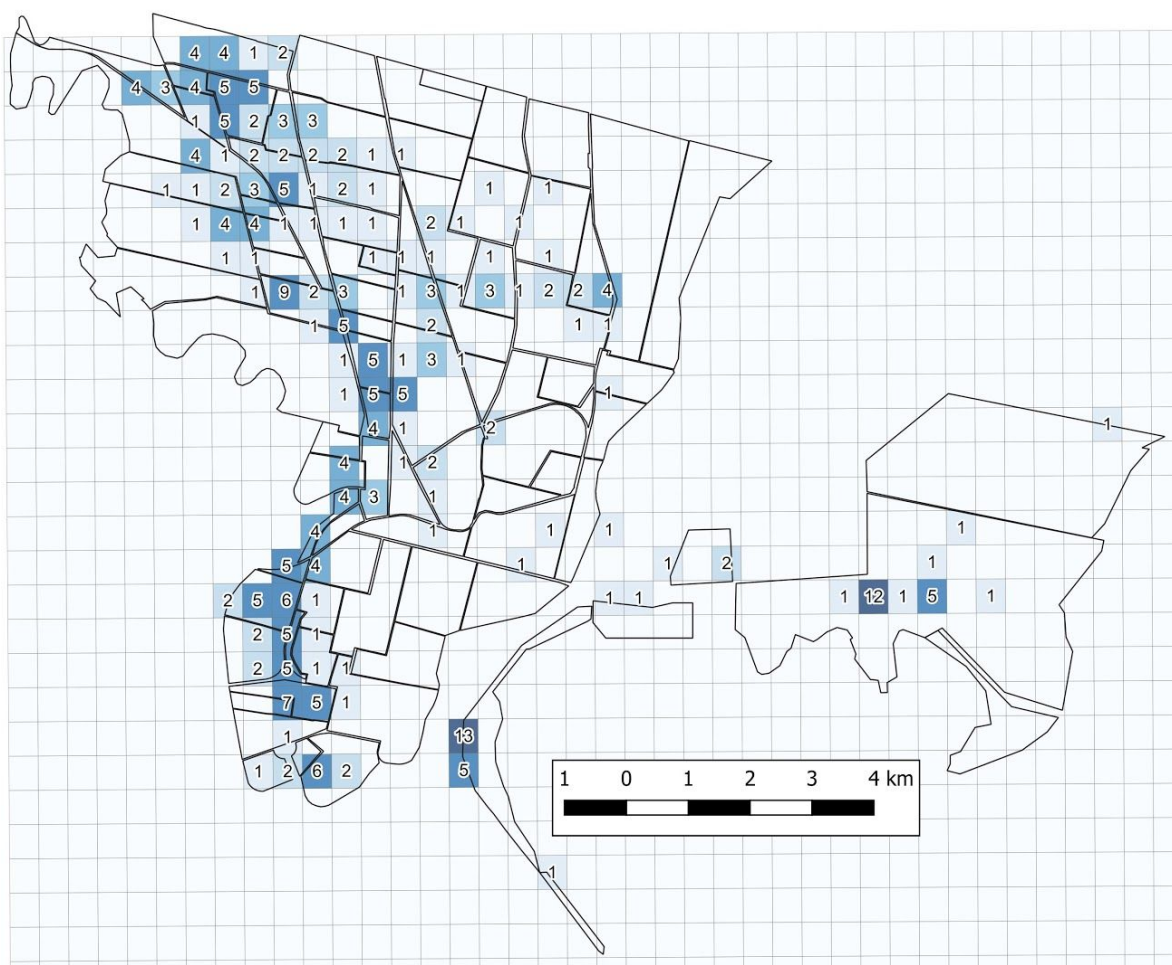 4 4 1 2
4 3 4 5 5
1 5 2 3 3
4 1 2 2 2 2 1 1
1 1 2 3 5 1 2 1 1 1
1 4 4 1 1 1 1 2 1 1
1 1 1 1 1 1 1
1 9 2 3 1 3 1 3 1 2 2 4
1 5 2 1 1
1 5 1 3 1
1 5 5 1
4 1 2 1
4 1 2
4 3 1
4 1 1 1 1
5 4 1 1 2 1
2 5 6 1 1 1 1 12 1 5 1
2 5 1
2 5 1 1
7 5 1
1 13
1 2 6 2 5
1 0 1 2 3 4 km
1